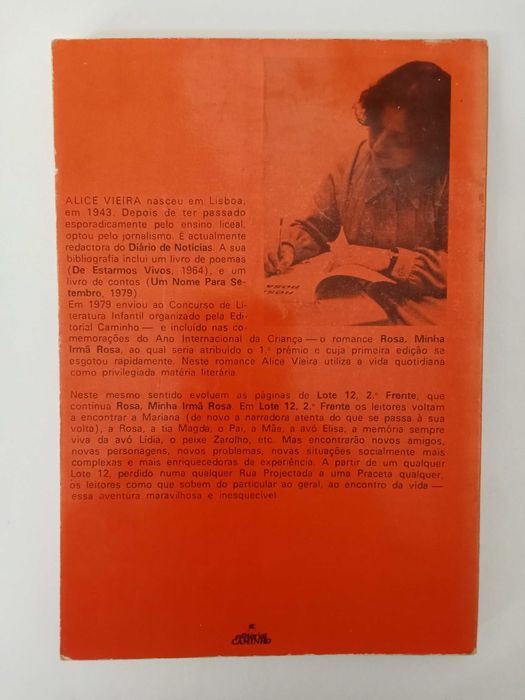 ALICE VIEIRA nasceu em Lisboa,
em 1943. Depois de ter passado
esporadicamente pelo ensino liceal,
optou pelo jornalismo. É actualmente
redactora do Diário de Notícias. A sua
bibliografia inclui um livro de poemas
(De Estarmos Vivos, 1964), e um
livro de contos (Um Nome Para Se-
tembro, 1979)
Em 1979 enviou ao Concurso de Li-
teratura Infantil organizado pela Edi-
torial Caminho — e incluído nas co-
memorações do Ano Internacional da Criança — o romance Rosa, Minha
Irmã Rosa, ao qual seria atribuído o 1.º prémio e cuja primeira edição se
esgotou rapidamente. Neste romance Alice Vieira utiliza a vida quotidiana
como privilegiada matéria literária.
Neste mesmo sentido evoluem as páginas de Lote 12, 2.º Frente, que
continua Rosa, Minha Irmã Rosa. Em Lote 12, 2.º Frente os leitores voltam
a encontrar a Mariana (de novo a narradora atenta do que se passa à sua
volta), a Rosa, a tia Magda, o Pai, a Mãe, a avó Elisa, a memória sempre
viva da avó Lídia, o peixe Zarolho, etc. Mas encontrarão novos amigos,
novas personagens, novos problemas, novas situações socialmente mais
complexas e mais enriquecedoras de experiência. A partir de um qualquer
Lote 12, perdido numa qualquer Rua Projectada a uma Praceta qualquer,
os leitores como que sobem do particular ao geral, ao encontro da vida —
essa aventura maravilhosa e inesquecível
ROSA
editorial
CAMINHO